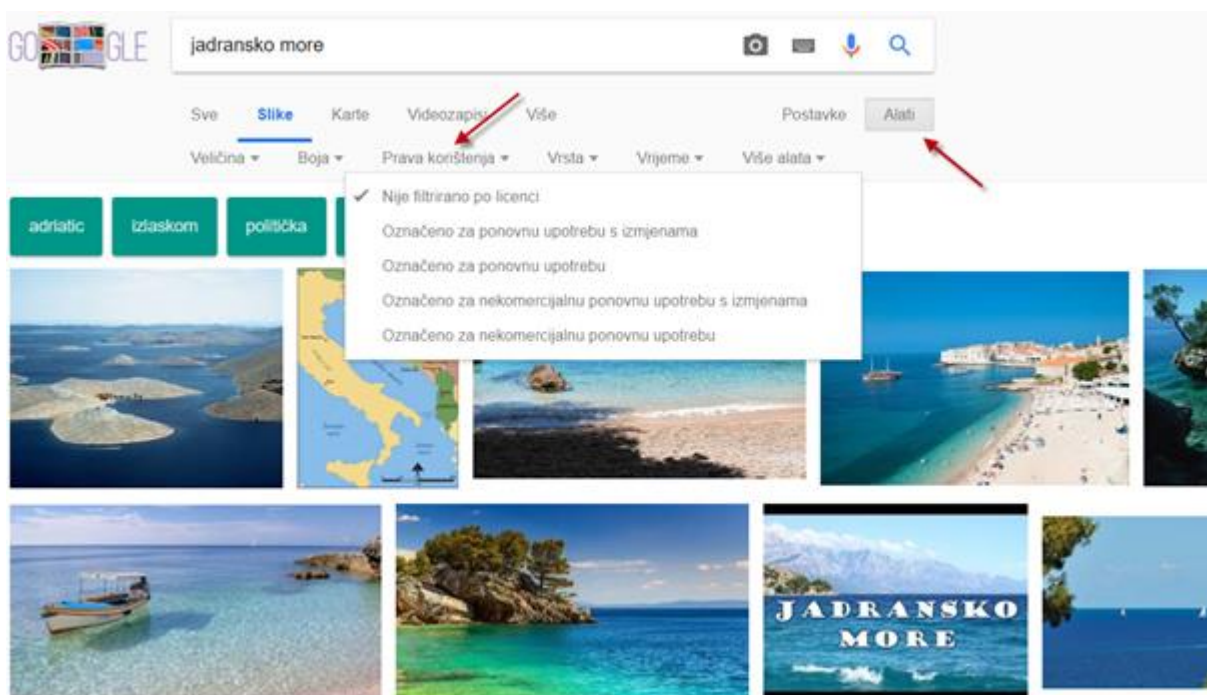 GO GLE
jadransko more
Sve Slike Karte Videozapisi Više Postavke Alati
Veličina Boja Prava korištenja Vrsta Vrijeme Više alata
Nije filtrirano po licenci
Označeno za ponovnu upotrebu s izmjenama
Označeno za ponovnu upotrebu
Označeno za nekomercijalnu ponovnu upotrebu s izmjenama
Označeno za nekomercijalnu ponovnu upotrebu
adriatic izlaskom politička
JADRANSKO
MORE